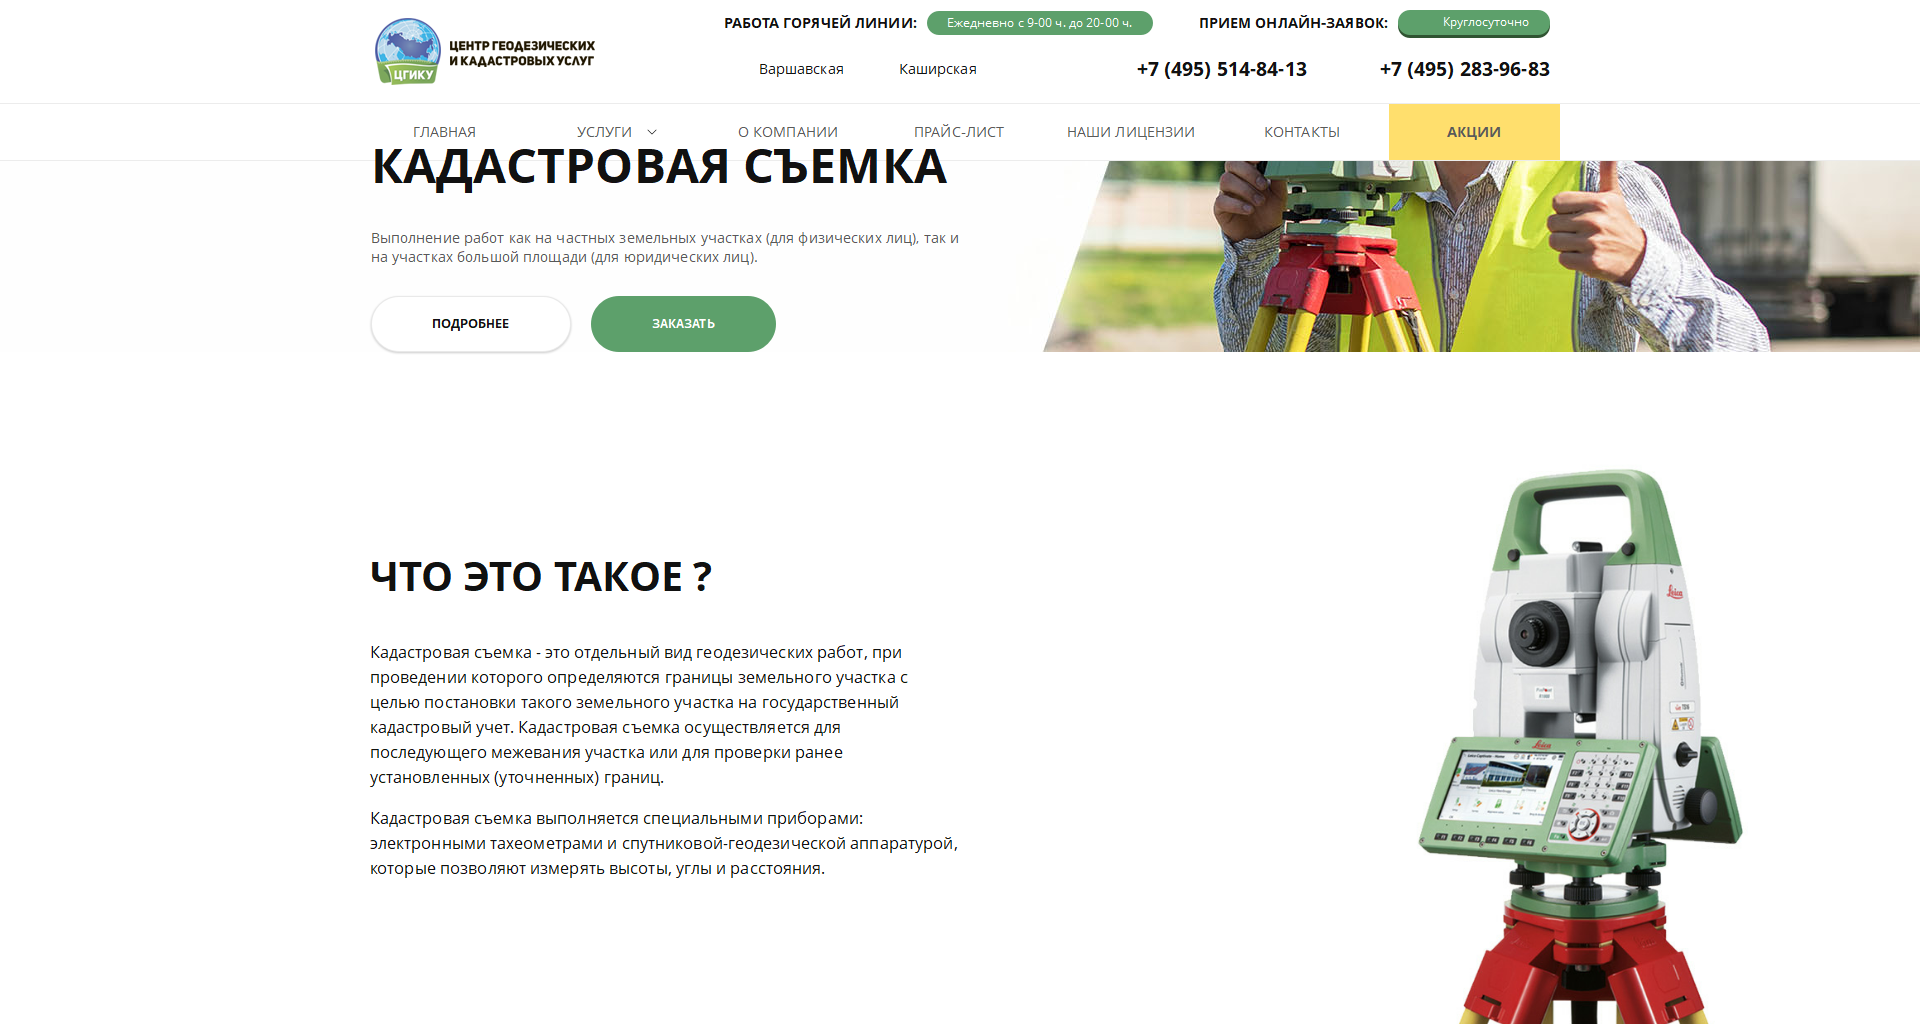 ЦГИКУ
ЦЕНТР ГЕОДЕЗИЧЕСКИХ
И КАДАСТРОВЫХ УСЛУГ
РАБОТА ГОРЯЧЕЙ ЛИНИИ: Ежедневно с 9-00 ч. до 20-00 ч. ПРИЕМ ОНЛАЙН-ЗАЯВОК: Круглосуточно
Варшавская Каширская +7 (495) 514-84-13 +7 (495) 283-96-83
ГЛАВНАЯ УСЛУГИ О КОМПАНИИ ПРАЙС-ЛИСТ НАШИ ЛИЦЕНЗИИ КОНТАКТЫ АКЦИИ
КАДАСТРОВАЯ СЪЕМКА
Выполнение работ как на частных земельных участках (для физических лиц), так и
на участках большой площади (для юридических лиц).
ПОДРОБНЕЕ ЗАКАЗАТЬ
ЧТО ЭТО ТАКОЕ ?
Кадастровая съемка - это отдельный вид геодезических работ, при
проведении которого определяются границы земельного участка с
целью постановки такого земельного участка на государственный
кадастровый учет. Кадастровая съемка осуществляется для
последующего межевания участка или для проверки ранее
установленных (уточненных) границ.
Кадастровая съемка выполняется специальными приборами:
электронными тахеометрами и спутниковой-геодезической аппаратурой,
которые позволяют измерять высоты, углы и расстояния.
Leica
Leica